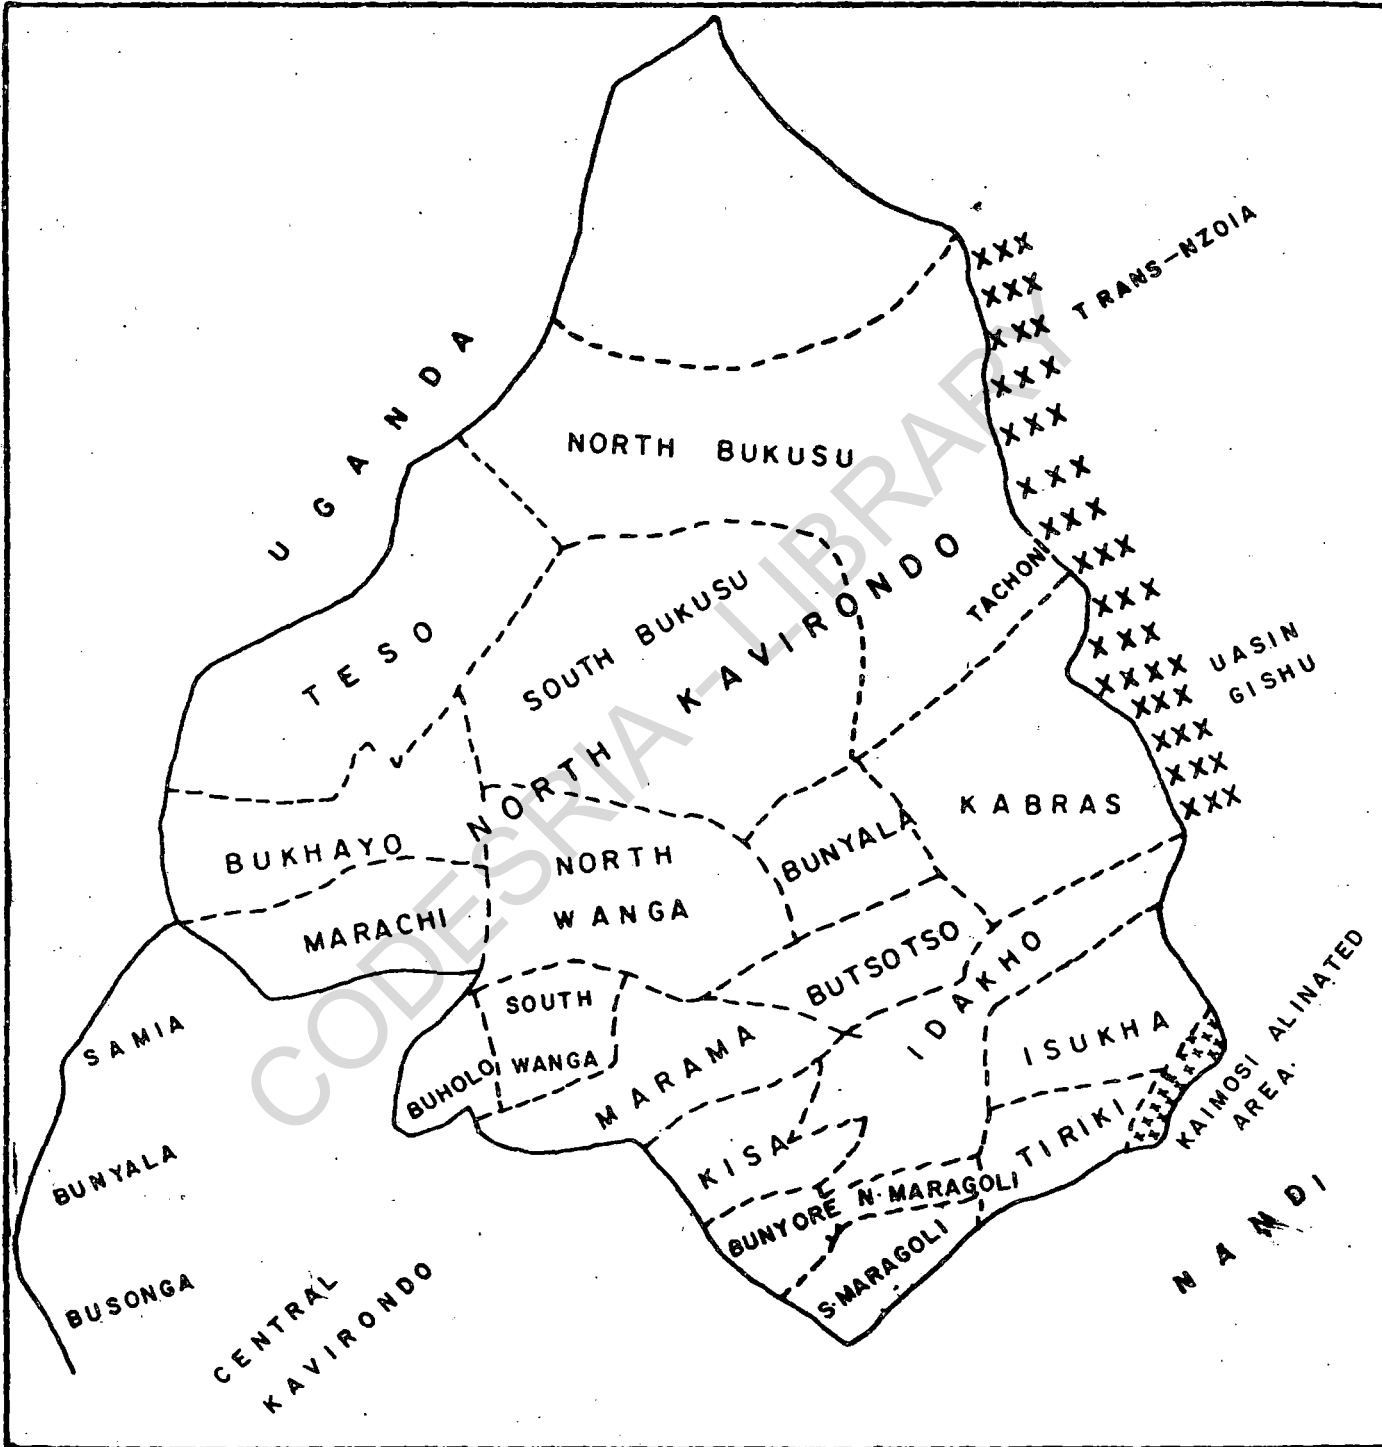 TRANS-NZOIA
UGANDA
NORTH BUKUSU
TACHONI
SOUTH BUKUSU
NORTH KAVIRONDO
TESO
UASIN
GISHU
KABRAS
BUKHAYO
NORTH
WANGA
BUNYALA
MARACHI
BUTSOTSO
IDAKHO
SOUTH
WANGA
ISUKHA
KAIMOSI ALINATED
AREA.
SAMIA
MARAMA
BUHOLO
KISA
TIRIKI
BUNYALA
N. MARAGOLI
BUNYORE
S. MARAGOLI
NANDI
BUSONGA
CENTRAL
KAVIRONDO
CODESRIA - LIBRARY